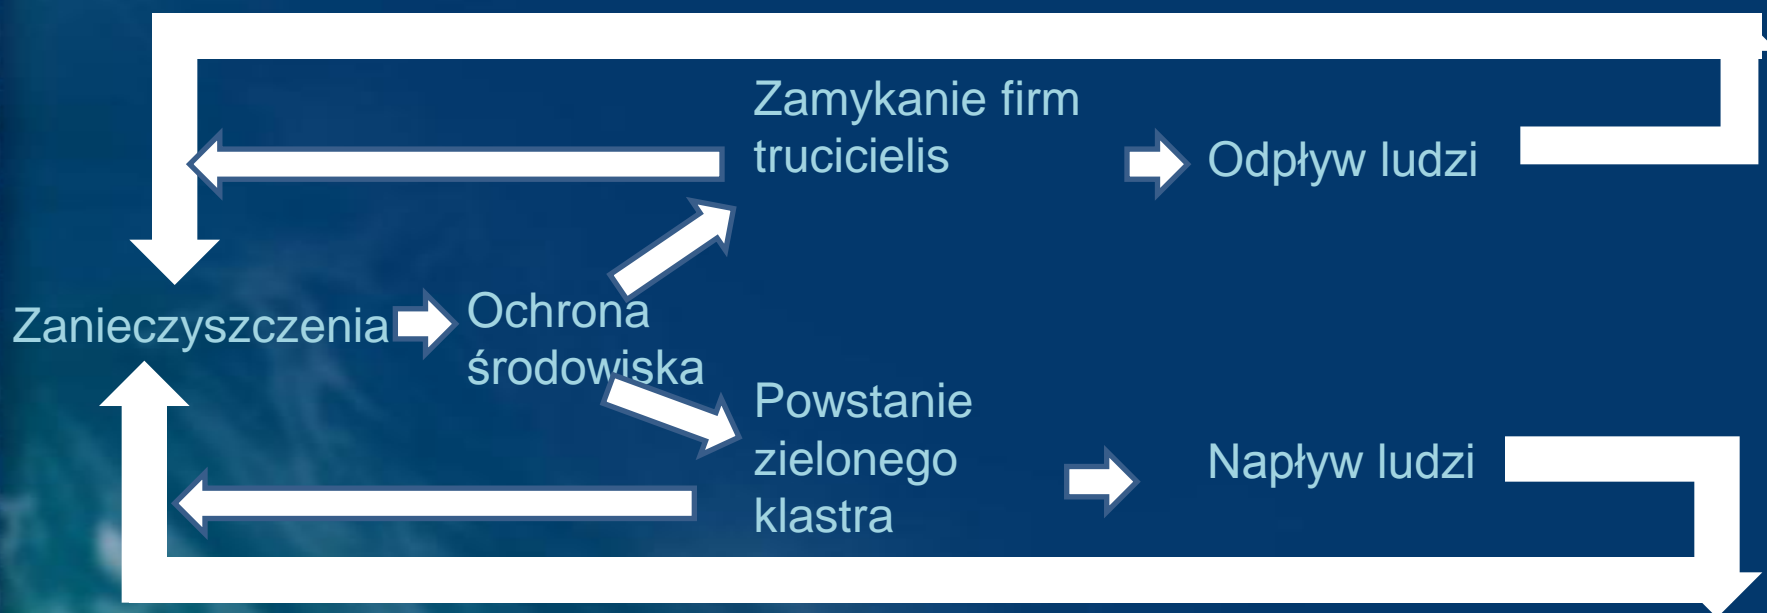 Zamykanie firm
trucicielis
Odpływ ludzi
Zanieczyszczenia
Ochrona
środowiska
Powstanie
zielonego
klastra
Napływ ludzi